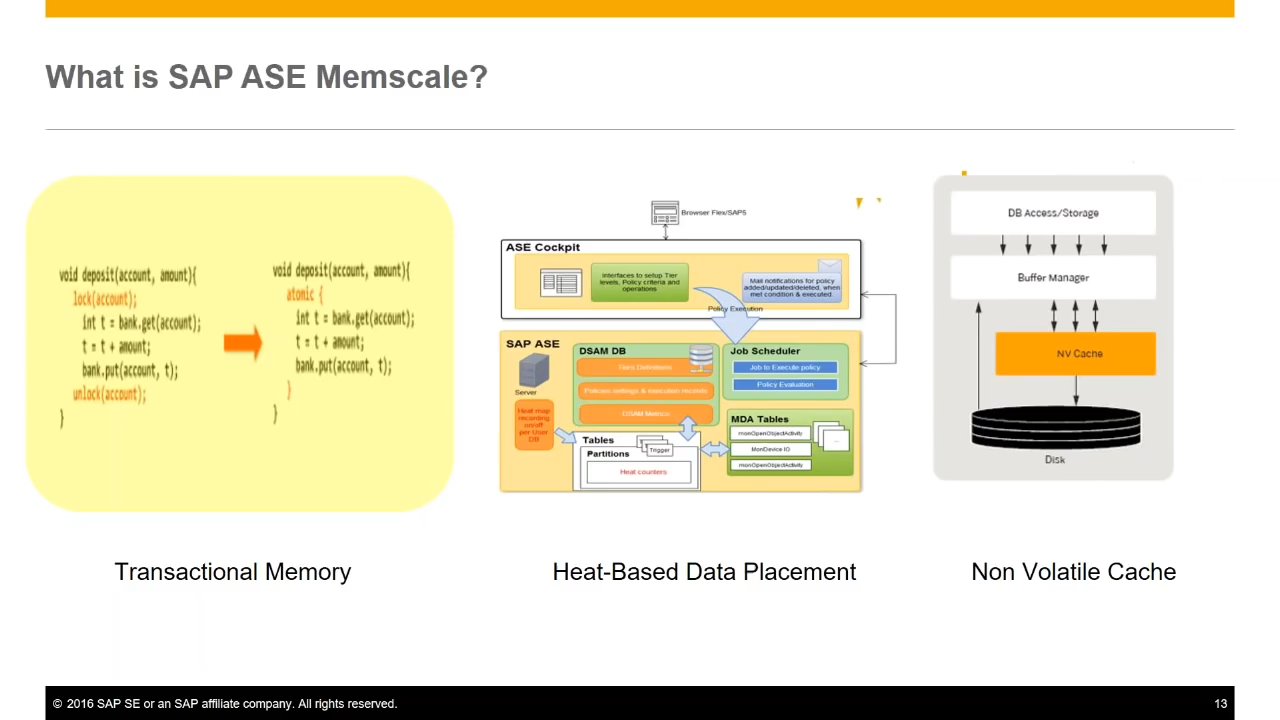 What is SAP ASE Memscale?
void deposit(account, amount){
lock(account);
int t = bank.get(account);
t = t + amount;
bank.put(account, t);
unlock(account);
}
void deposit(account, amount){
atomic {
int t = bank.get(account);
t = t + amount;
bank.put(account, t);
}
}
Browser Flex/SAP5
ASE Cockpit
Interfaces to setup Tier
levels, Policy criteria and
operations
Mail notifications for policy
added/updated/deleted, when
met condition & executed.
Policy Execution
SAP ASE
Server
Heat map
recording
on/off
per User
DB
DSAM DB
Tiers Definitions
Policies settings & execution records
DSAM Metrics
Job Scheduler
Job to Execute policy
Policy Evaluation
Tables
Trigger
Partitions
Heat counters
MDA Tables
monOpenObjectActivity
MonDevice IO
monOpenObjectActivity
...
DB Access/Storage
Buffer Manager
NV Cache
Disk
Transactional Memory
Heat-Based Data Placement
Non Volatile Cache
© 2016 SAP SE or an SAP affiliate company. All rights reserved.
13